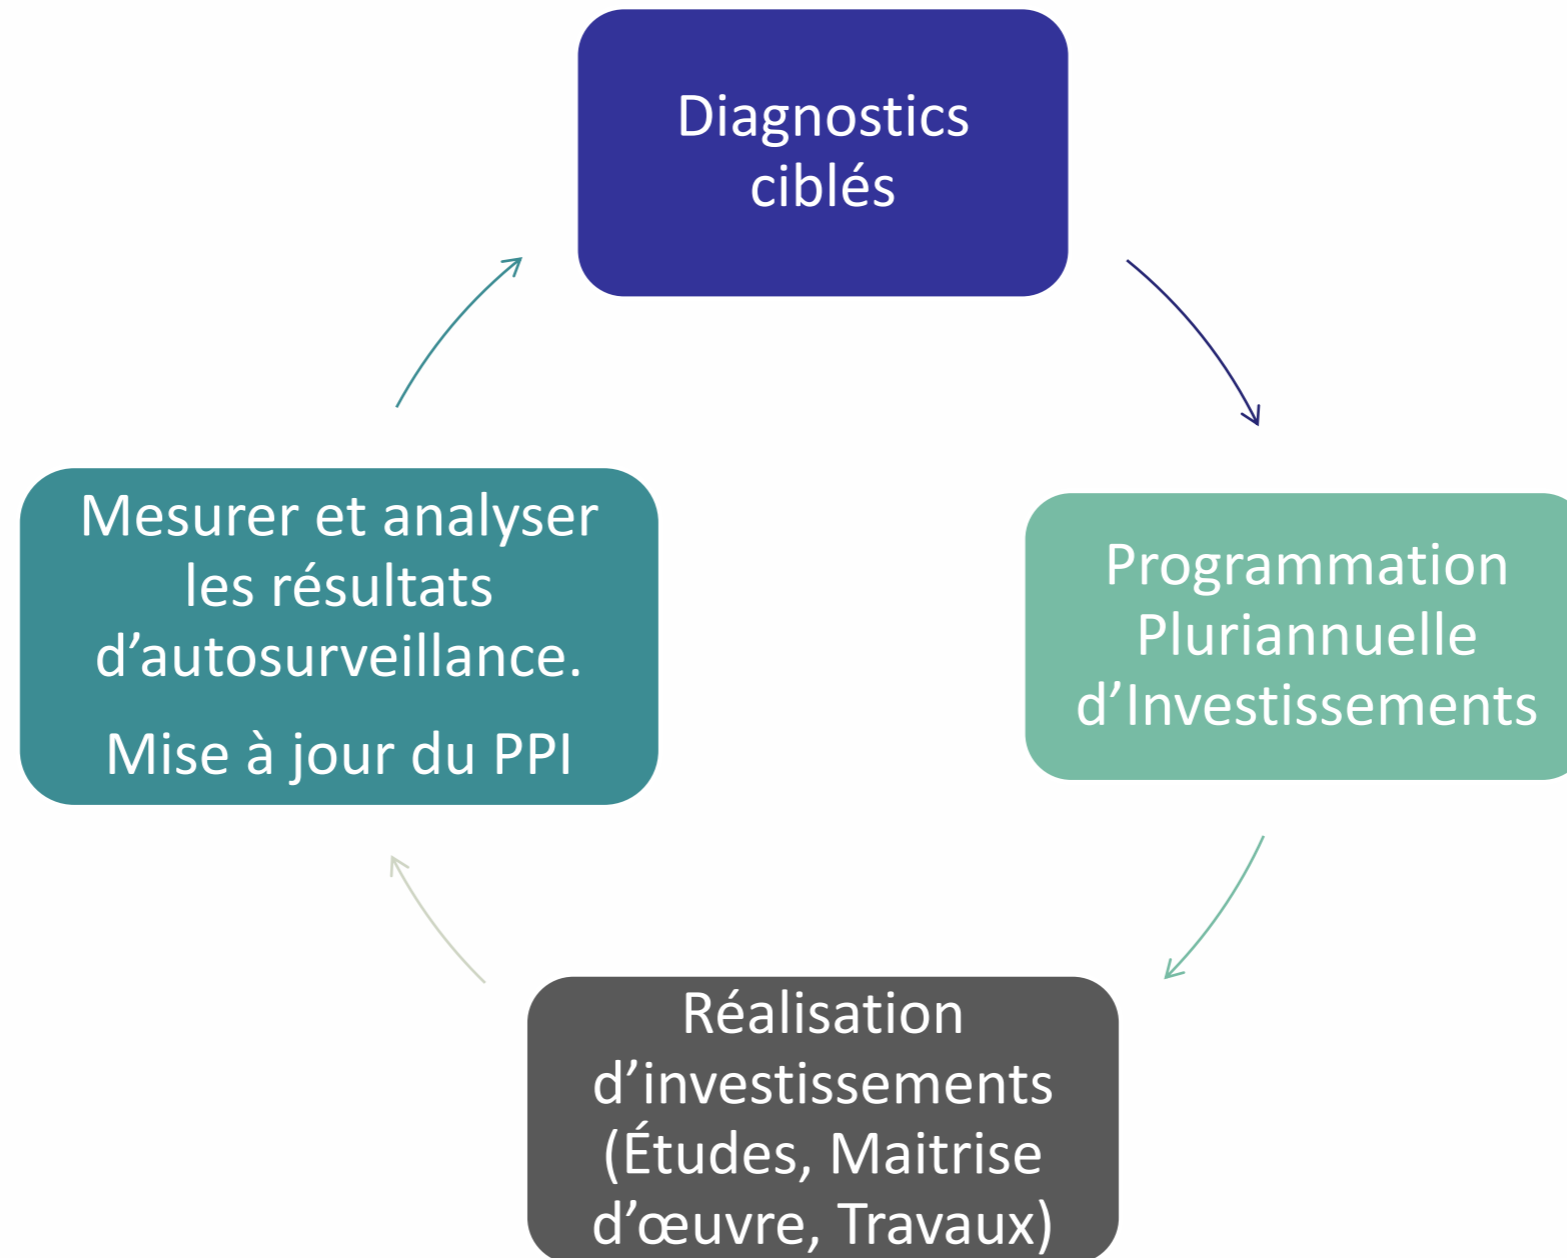 Diagnostics
ciblés
Programmation
Pluriannuelle
d’Investissements
Réalisation
d’investissements
(Études, Maitrise
d’œuvre, Travaux)
Mesurer et analyser
les résultats
d’autosurveillance.
Mise à jour du PPI